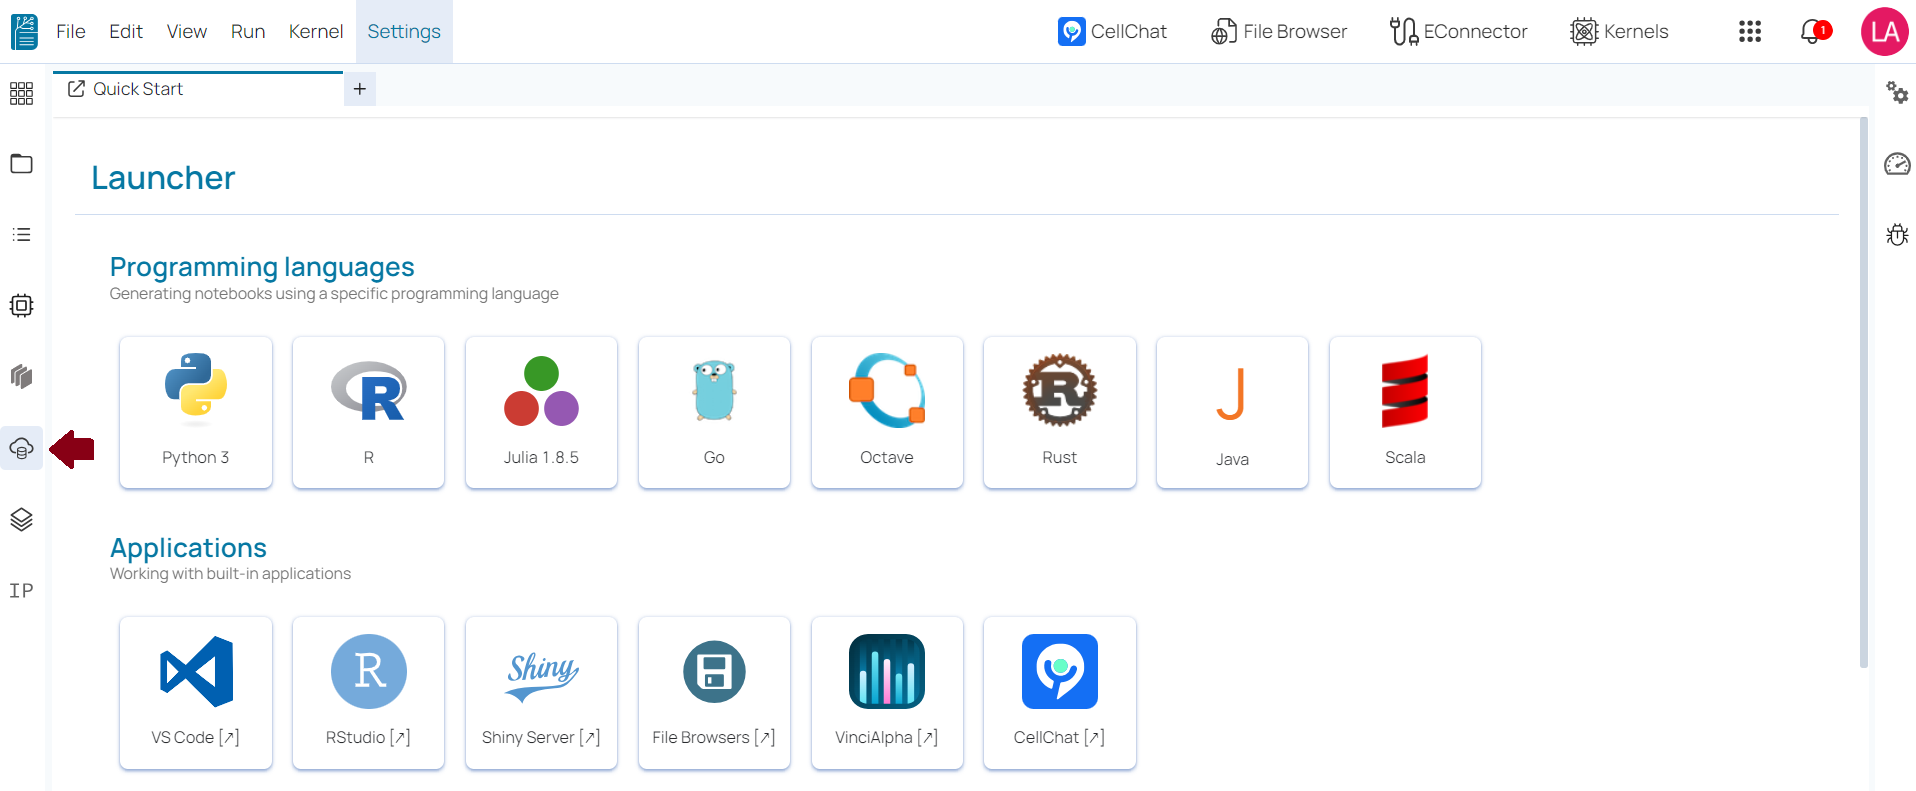 File Edit View Run Kernel Settings CellChat File Browser EConnector Kernels 1 LA
Quick Start +
Launcher
Programming languages
Generating notebooks using a specific programming language
Python 3 R Julia 1.8.5 Go Octave Rust Java Scala
Applications
Working with built-in applications
R Shiny
VS Code [↗] RStudio [↗] Shiny Server [↗] File Browsers [↗] VinciAlpha [↗] CellChat [↗]
IP